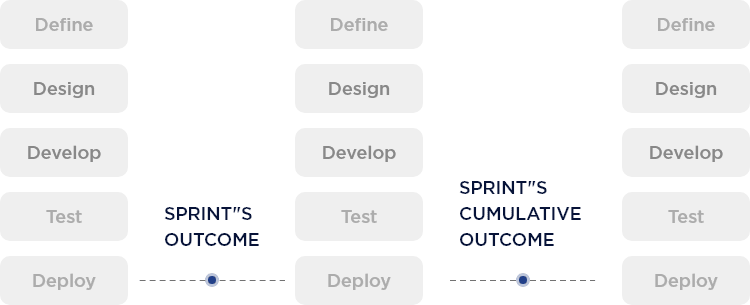 Define
Design
Develop
Test
Deploy
SPRINT"S
OUTCOME
Define
Design
Develop
Test
Deploy
SPRINT"S
CUMULATIVE
OUTCOME
Define
Design
Develop
Test
Deploy